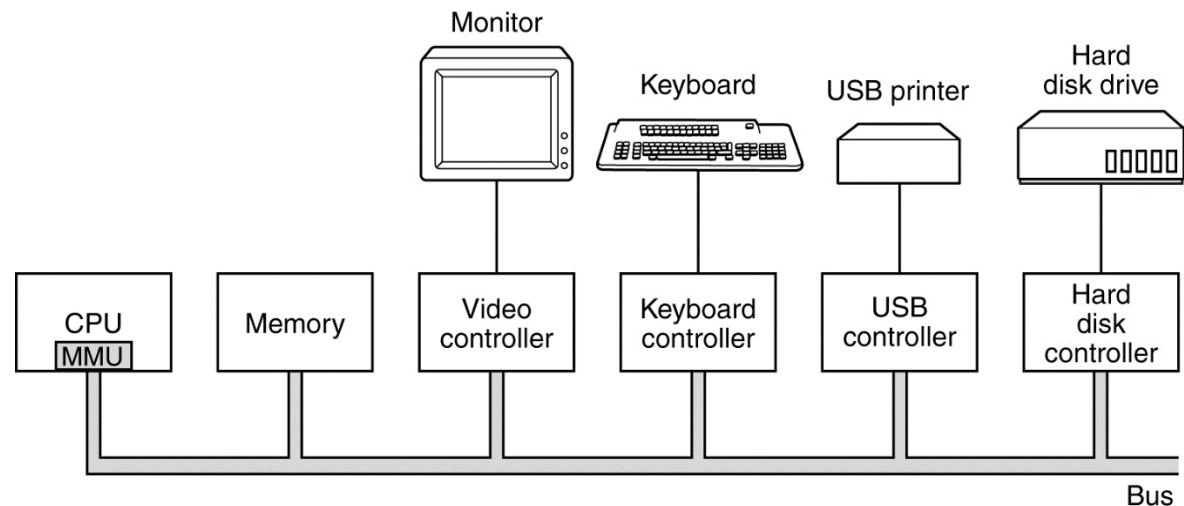 Monitor
Keyboard
USB printer
Hard
disk drive
CPU
MMU
Memory
Video
controller
Keyboard
controller
USB
controller
Hard
disk
controller
Bus